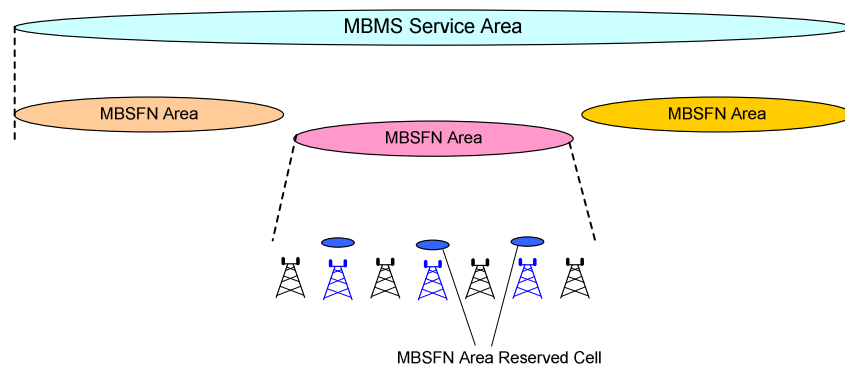 MBMS Service Area
MBSFN Area
MBSFN Area
MBSFN Area
MBSFN Area Reserved Cell